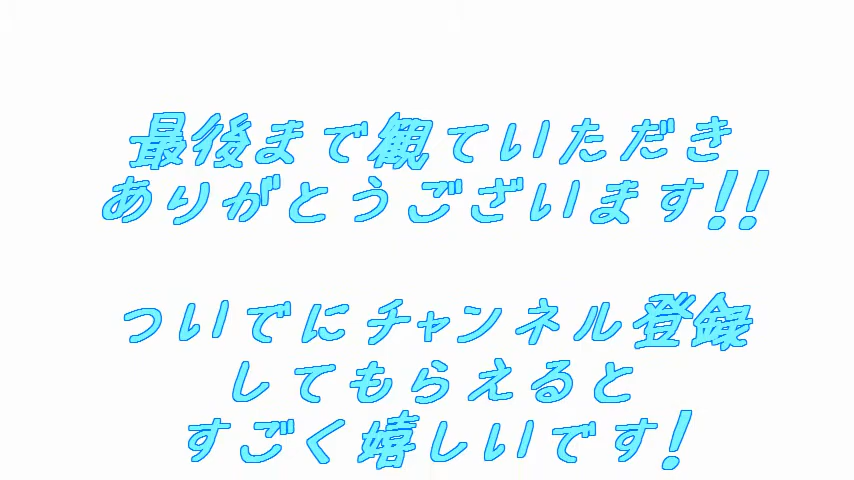 最後まで観ていただき
ありがとうございます!!
ついでにチャンネル登録
してもらえると
すごく嬉しいです!